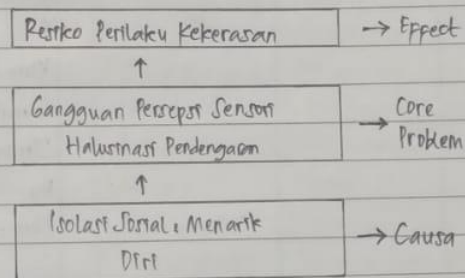 Resiko Perilaku Kekerasan → Effect
↑
Gangguan Persepsi Sensori → Core
Halusinasi Pendengaran Problem
↑
Isolasi Sosial : Menarik → Causa
Diri